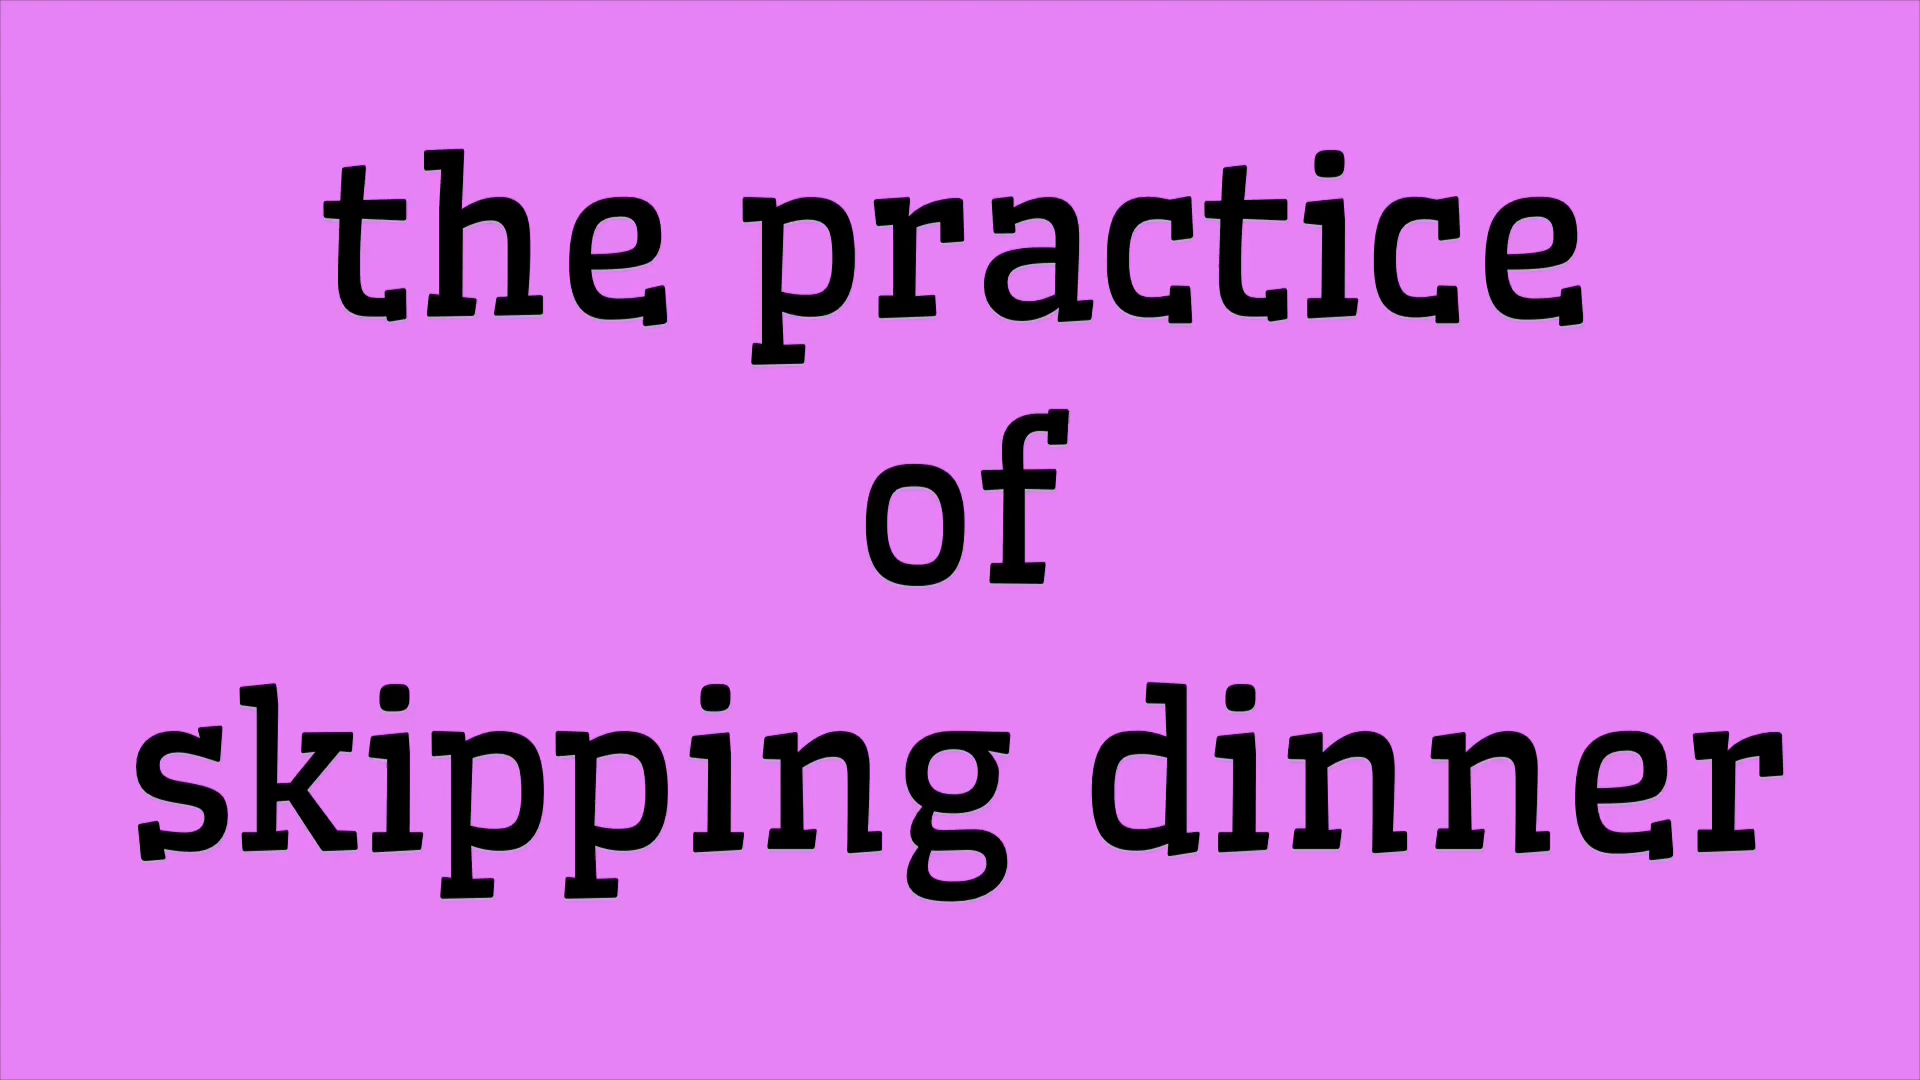 the practice
of
skipping dinner